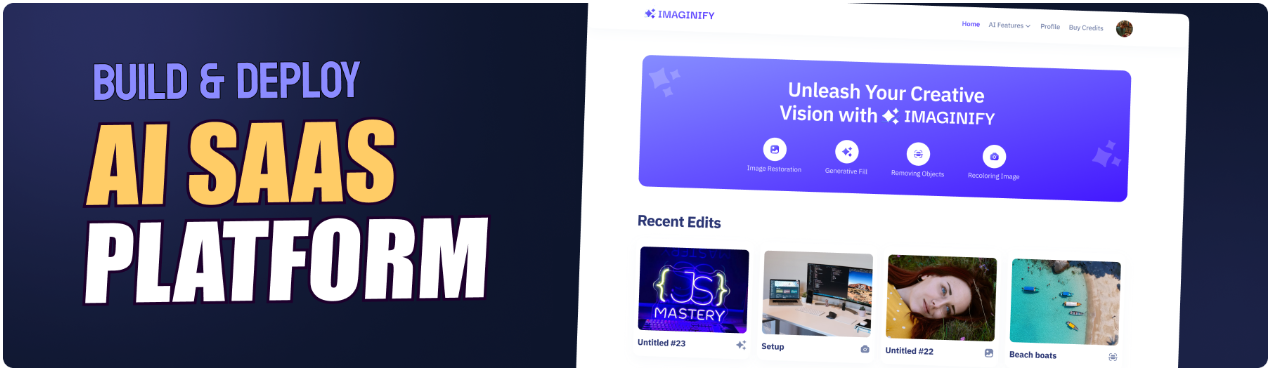 BUILD & DEPLOY
AI SAAS
PLATFORM
IMAGINIFY
Home AI Features Profile Buy Credits
Unleash Your Creative
Vision with IMAGINIFY
Image Restoration Generative Fill Removing Objects Recoloring Image
Recent Edits
JS
MASTERY
Untitled #23 Setup Untitled #22 Beach boats